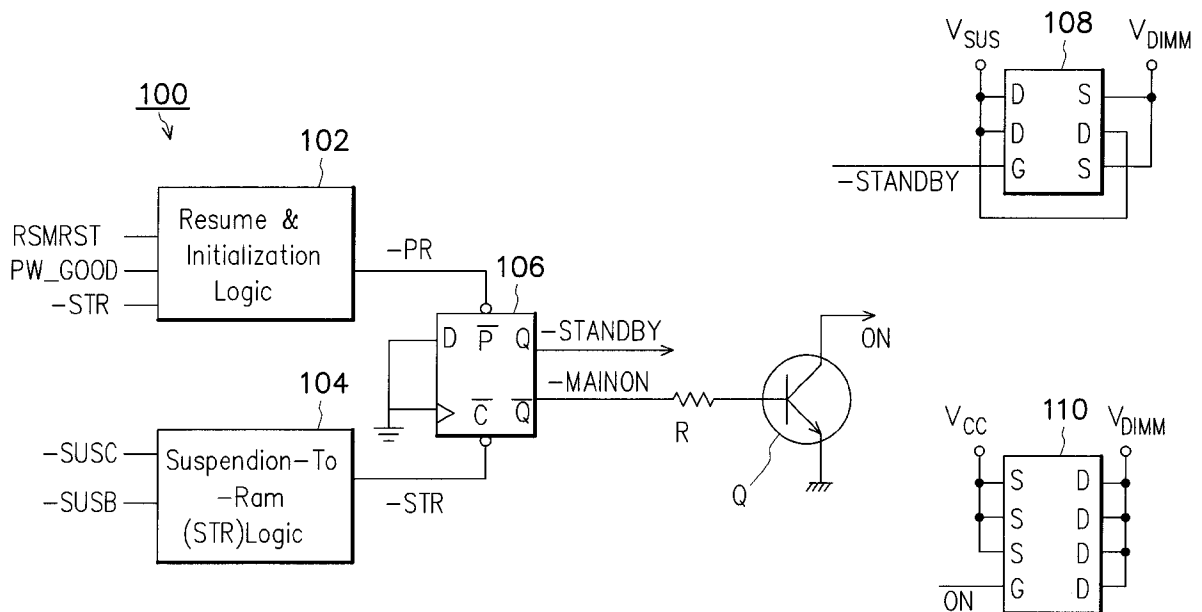 100
102
Resume &
Initialization
Logic
RSMRST
PW_GOOD
-STR
-PR
104
Suspendion-To
-Ram
(STR)Logic
-SUSC
-SUSB
-STR
106
D P Q
C Q
-STANDBY
-MAINON
R
Q
ON
V_SUS
108
V_DIMM
D S
D D
G S
-STANDBY
V_CC
110
V_DIMM
S D
S D
S D
G D
ON